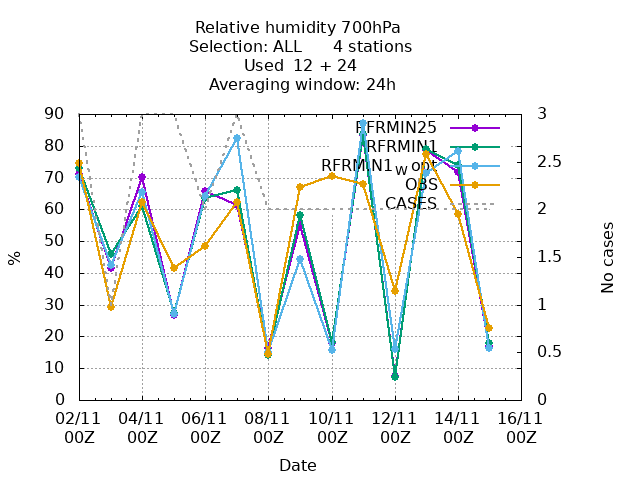 Relative humidity 700hPa
Selection: ALL 4 stations
Used 12 + 24
Averaging window: 24h
90
80
70
60
50
40
30
20
10
0
%
3
2.5
2
1.5
1
0.5
0
No cases
RFRMIN25
RFRMIN1
RFRMIN1w opt
OBS
CASES
02/11 04/11 06/11 08/11 10/11 12/11 14/11 16/11
00Z 00Z 00Z 00Z 00Z 00Z 00Z 00Z
Date